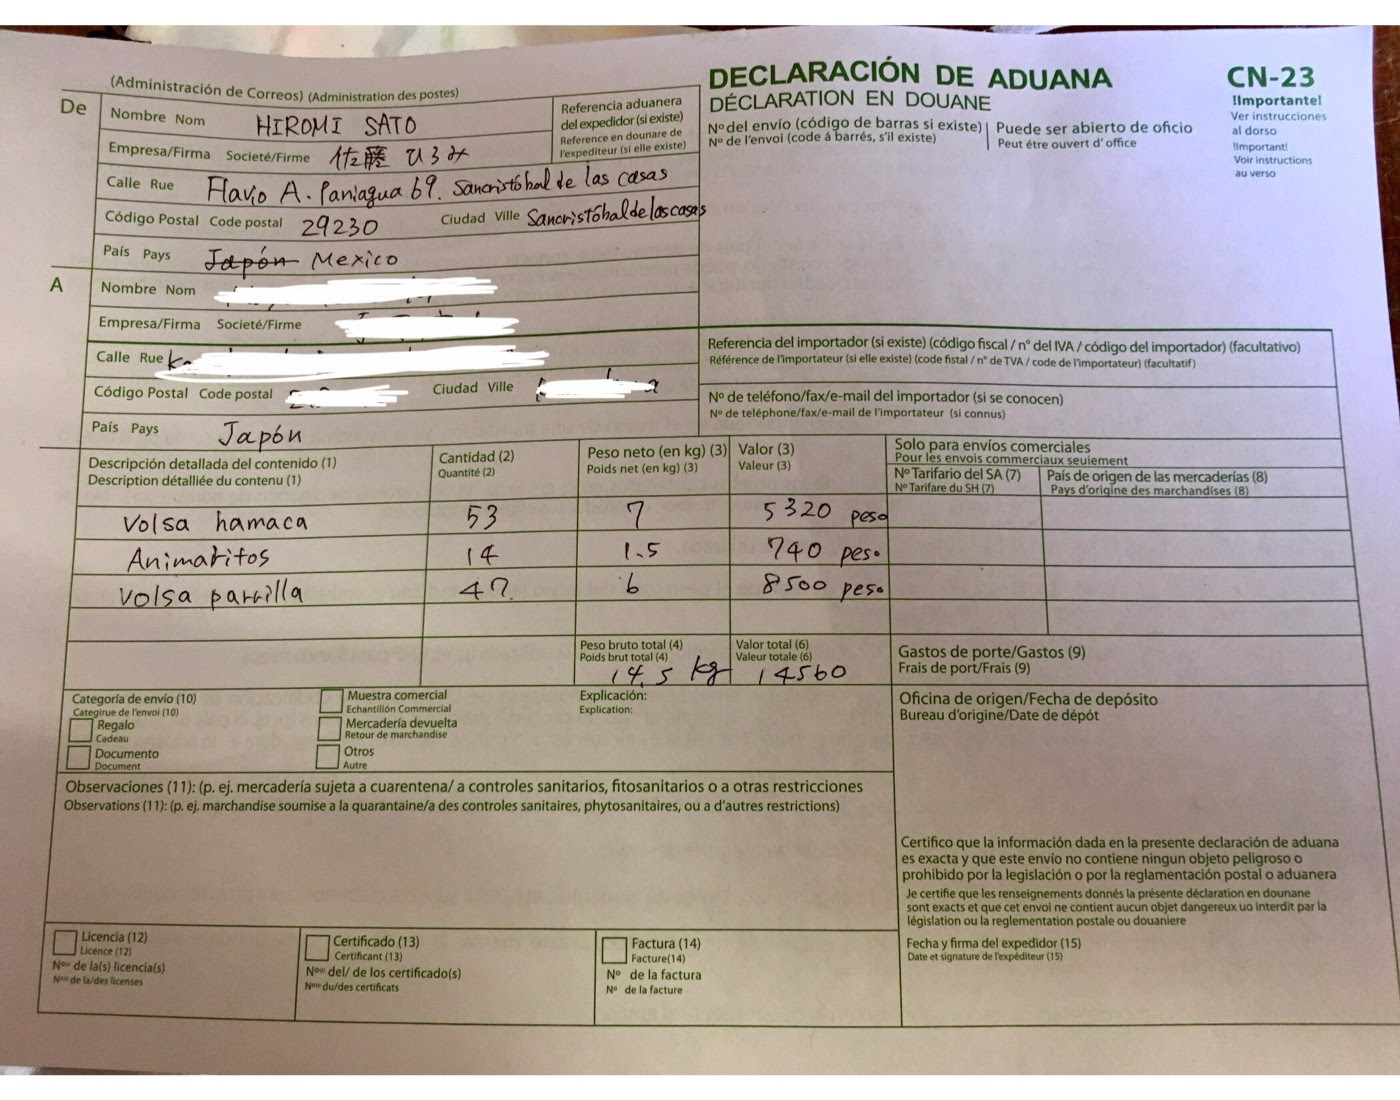 (Administración de Correos) (Administration des postes)
De
Nombre Nom HIROMI SATO
Referencia aduanera
del expedidor (si existe)
Reference en dounare de
l'expediteur (si elle existe)
Empresa/Firma Societé/Firme 佐藤 ひろみ
Calle Rue Flavio A. Paniagua 69. Sancristóbal de las casas
Código Postal Code postal 29230 Ciudad Ville Sancristóbal de las casas
País Pays Japón Mexico
A
Nombre Nom
Empresa/Firma Societé/Firme
Calle Rue
Código Postal Code postal Ciudad Ville
País Pays Japón
DECLARACIÓN DE ADUANA
DÉCLARATION EN DOUANE
Nº del envío (código de barras si existe)
Nº de l'envoi (code á barrés, s'il existe)
Puede ser abierto de oficio
Peut étre ouvert d' office
CN-23
!Importante!
Ver instrucciones
al dorso
!important!
Voir instructions
au verso
Referencia del importador (si existe) (código fiscal / nº del IVA / código del importador) (facultativo)
Référence de l'importateur (si elle existe) (code fistal / nº de TVA / code de l'importateur) (facultatif)
Nº de teléfono/fax/e-mail del importador (si se conocen)
Nº de téléphone/fax/e-mail de l'importateur (si connus)
Descripción detallada del contenido (1)
Description détalliée du contenu (1)
Cantidad (2)
Quantité (2)
Peso neto (en kg) (3)
Poids net (en kg) (3)
Valor (3)
Valeur (3)
Solo para envíos comerciales
Pour les envois commerciaux seuiement
Nº Tarifario del SA (7)
Nº Tarifare du SH (7)
País de origen de las mercaderías (8)
Pays d'origine des marchandises (8)
Volsa hamaca 53 7 5320 peso
Animaritos 14 1.5 740 peso
Volsa parrilla 47 6 8500 peso
Peso bruto total (4)
Poids brut total (4)
14.5 kg
Valor total (6)
Valeur totale (6)
14560
Gastos de porte/Gastos (9)
Frais de port/Frais (9)
Categoría de envío (10)
Categirue de l'envoi (10)
Regalo
Cadeau
Documento
Document
Muestra comercial
Echantillón Commercial
Mercadería devuelta
Retour de marchandise
Otros
Autre
Explicación:
Explication:
Oficina de origen/Fecha de depósito
Bureau d'origine/Date de dépót
Observaciones (11): (p. ej. mercadería sujeta a cuarentena/ a controles sanitarios, fitosanitarios o a otras restricciones
Observations (11): (p. ej. marchandise soumise a la quarantaine/a des controles sanitaires, phytosanitaires, ou a d'autres restrictions)
Certifico que la información dada en la presente declaración de aduana
es exacta y que este envío no contiene ningun objeto peligroso o
prohibido por la legislación o por la reglamentación postal o aduanera
Je certifie que les renseignements donnés la présente déclaration en dounane
sont exacts et que cet envoi ne contient aucun objet dangereux uo interdit par la
législation ou la reglementation postale ou douaniere
Fecha y firma del expedidor (15)
Date et signature de l'expéditeur (15)
Licencia (12)
Licence (12)
Nos de la(s) licencia(s)
Nos de la/des licenses
Certificado (13)
Certificant (13)
Nos del/ de los certificado(s)
Nos du/des certificats
Factura (14)
Facture(14)
Nº de la factura
Nº de la facture